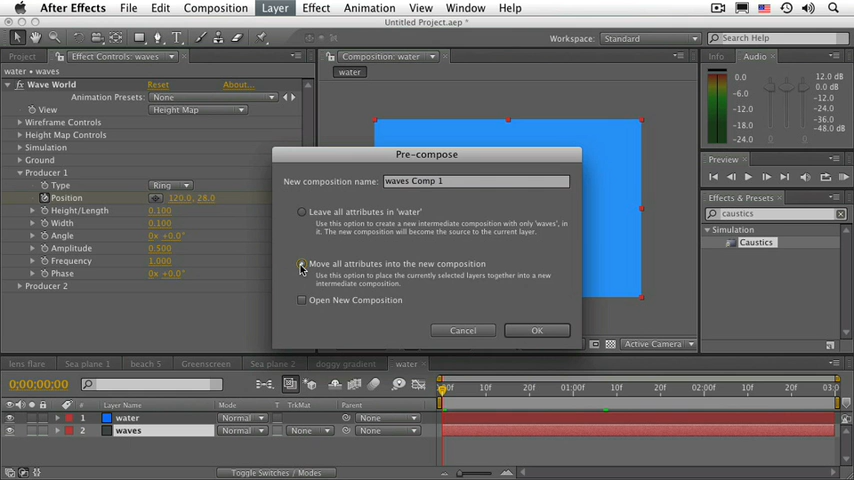 After Effects File Edit Composition Layer Effect Animation View Window Help
Untitled Project.aep *
Workspace: Standard Search Help
Project Effect Controls: waves Composition: water Info Audio
water • waves
water
Wave World Reset About...
Animation Presets: None
View Height Map
Wireframe Controls
Height Map Controls
Simulation
Ground
Producer 1
Type Ring
Position 120.0, 28.0
Height/Length 0.100
Width 0.100
Angle 0x +0.0°
Amplitude 0.500
Frequency 1.000
Phase 0x +0.0°
Producer 2
Pre-compose
New composition name: waves Comp 1
Leave all attributes in 'water'
Use this option to create a new intermediate composition with only 'waves', in
it. The new composition will become the source to the current layer.
Move all attributes into the new composition
Use this option to place the currently selected layers together into a new
intermediate composition.
Open New Composition
Cancel OK
Active Camera
0.0 12.0 dB
-6.0 0.0 dB
-12.0 -12.0
-18.0 -36.0
-24.0 -48.0 dB
Preview
Effects & Presets
caustics
Simulation
Caustics
lens flare Sea plane 1 beach 5 Greenscreen Sea plane 2 doggy gradient water
0;00;00;00
00f 10f 20f 01:00f 10f 20f 02:00f 10f 20f 03:0
# Layer Name Mode T TrkMat Parent
1 water Normal None
2 waves Normal None None
Toggle Switches / Modes